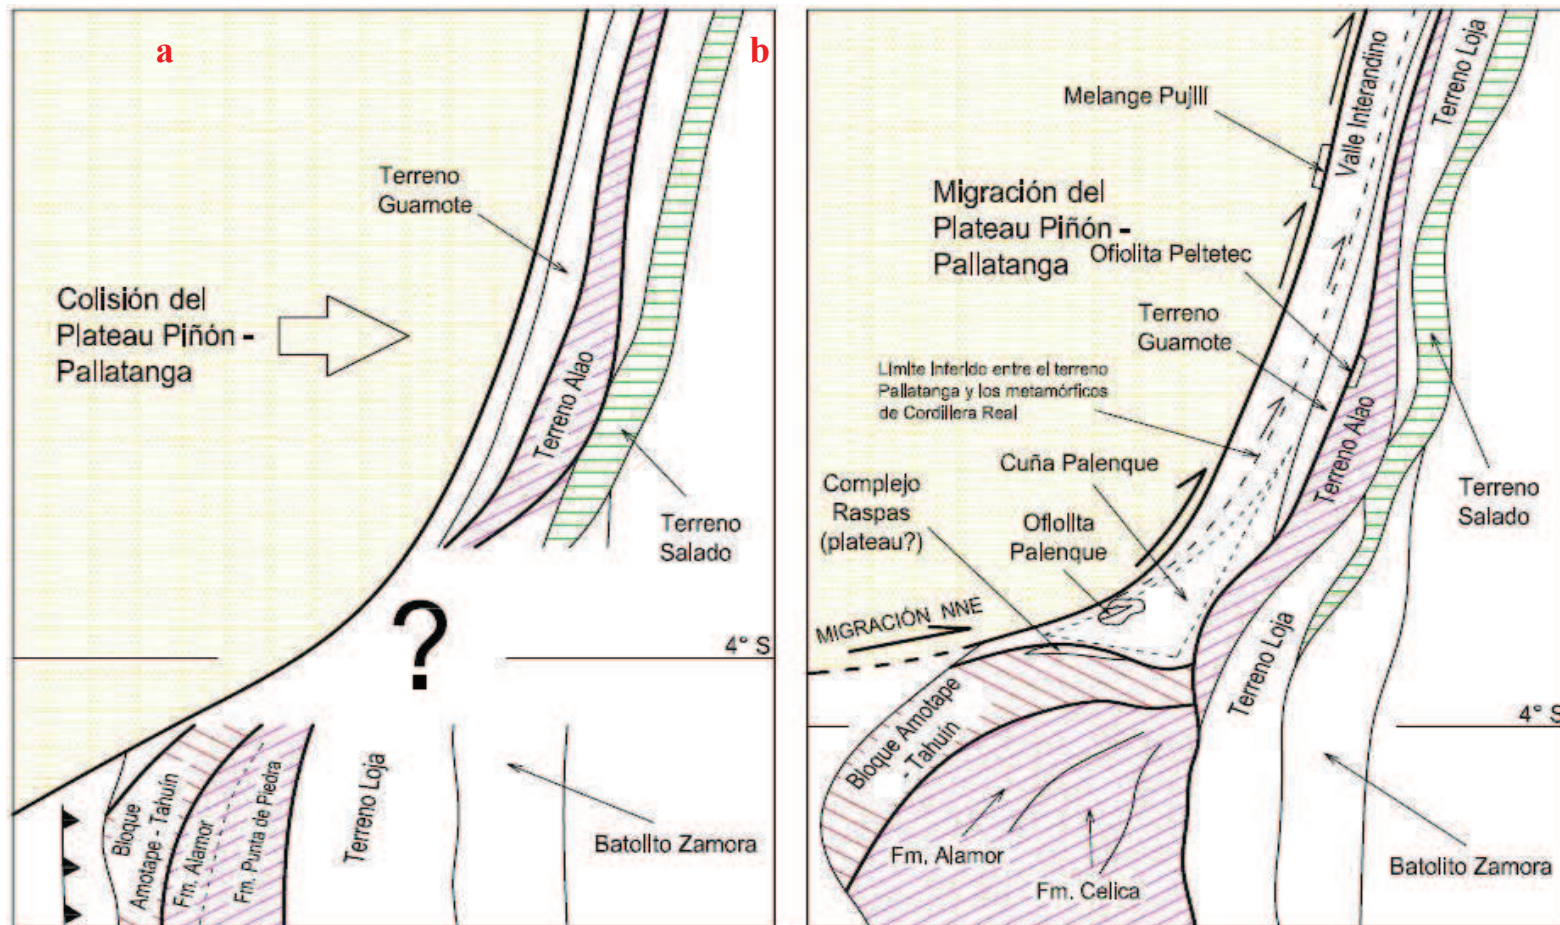 a
Terreno
Guamote
Colisión del
Plateau Piñón -
Pallatanga
Terreno Alao
Terreno
Salado
?
4° S
Bloque
Amotape - Tahuín
Fm. Alamor
Fm. Punta de Piedra
Terreno Loja
Batolito Zamora
b
Melange Pujilí
Valle Interandino
Terreno Loja
Migración del
Plateau Piñón -
Pallatanga
Ofiolita Peltetec
Terreno
Guamote
Límite inferido entre el terreno
Pallatanga y los metamórficos
de Cordillera Real
Cuña Palenque
Complejo
Raspas
(plateau?)
Ofiolita
Palenque
Terreno Alao
Terreno
Salado
MIGRACIÓN NNE
Terreno Loja
4° S
Bloque Amotape
- Tahuín
Fm. Alamor
Fm. Celica
Batolito Zamora